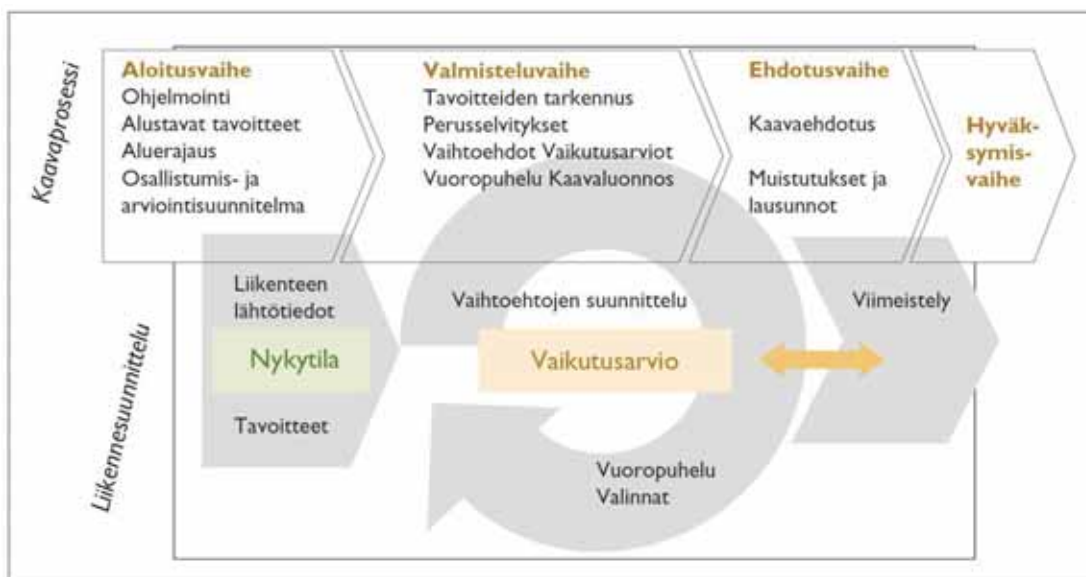 Kaavaprosessi
Aloitusvaihe
Ohjelmointi
Alustavat tavoitteet
Aluerajaus
Osallistumis- ja
arviointisuunnitelma
Valmisteluvaihe
Tavoitteiden tarkennus
Perusselvitykset
Vaihtoehdot Vaikutusarviot
Vuoropuhelu Kaavaluonnos
Ehdotusvaihe
Kaavaehdotus
Muistutukset ja
lausunnot
Hyväk-
symis-
vaihe
Liikennesuunnittelu
Liikenteen
lähtötiedot
Nykytila
Tavoitteet
Vaihtoehtojen suunnittelu
Vaikutusarvio
Vuoropuhelu
Valinnat
Viimeistely